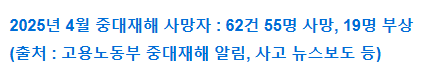 2025년 4월 중대재해 사망자 : 62건 55명 사망, 19명 부상
(출처 : 고용노동부 중대재해 알림, 사고 뉴스보도 등)